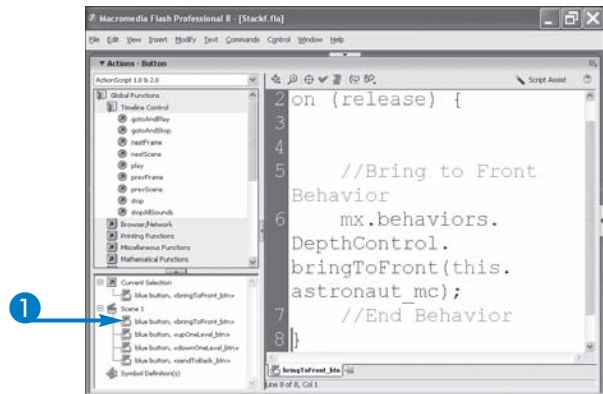 Macromedia Flash Professional 8 - [Stackf.fla]
File Edit View Insert Modify Text Commands Control Window Help
Actions - Button
ActionScript 1.0 & 2.0
Script Assist
Global Functions
Timeline Control
gotoAndPlay
gotoAndStop
nextFrame
nextScene
play
prevFrame
prevScene
stop
stopAllSounds
Browser/Network
Printing Functions
Miscellaneous Functions
Mathematical Functions
Current Selection
blue button, <bringToFront_btn>
Scene 1
blue button, <bringToFront_btn>
blue button, <upOneLevel_btn>
blue button, <downOneLevel_btn>
blue button, <sendToBack_btn>
Symbol Definition(s)
2 on (release) {
3
4
5 //Bring to Front
Behavior
6 mx.behaviors.
DepthControl.
bringToFront(this.
astronaut_mc);
7 //End Behavior
8 }
bringToFront_btn
Line 8 of 8, Col 1
1